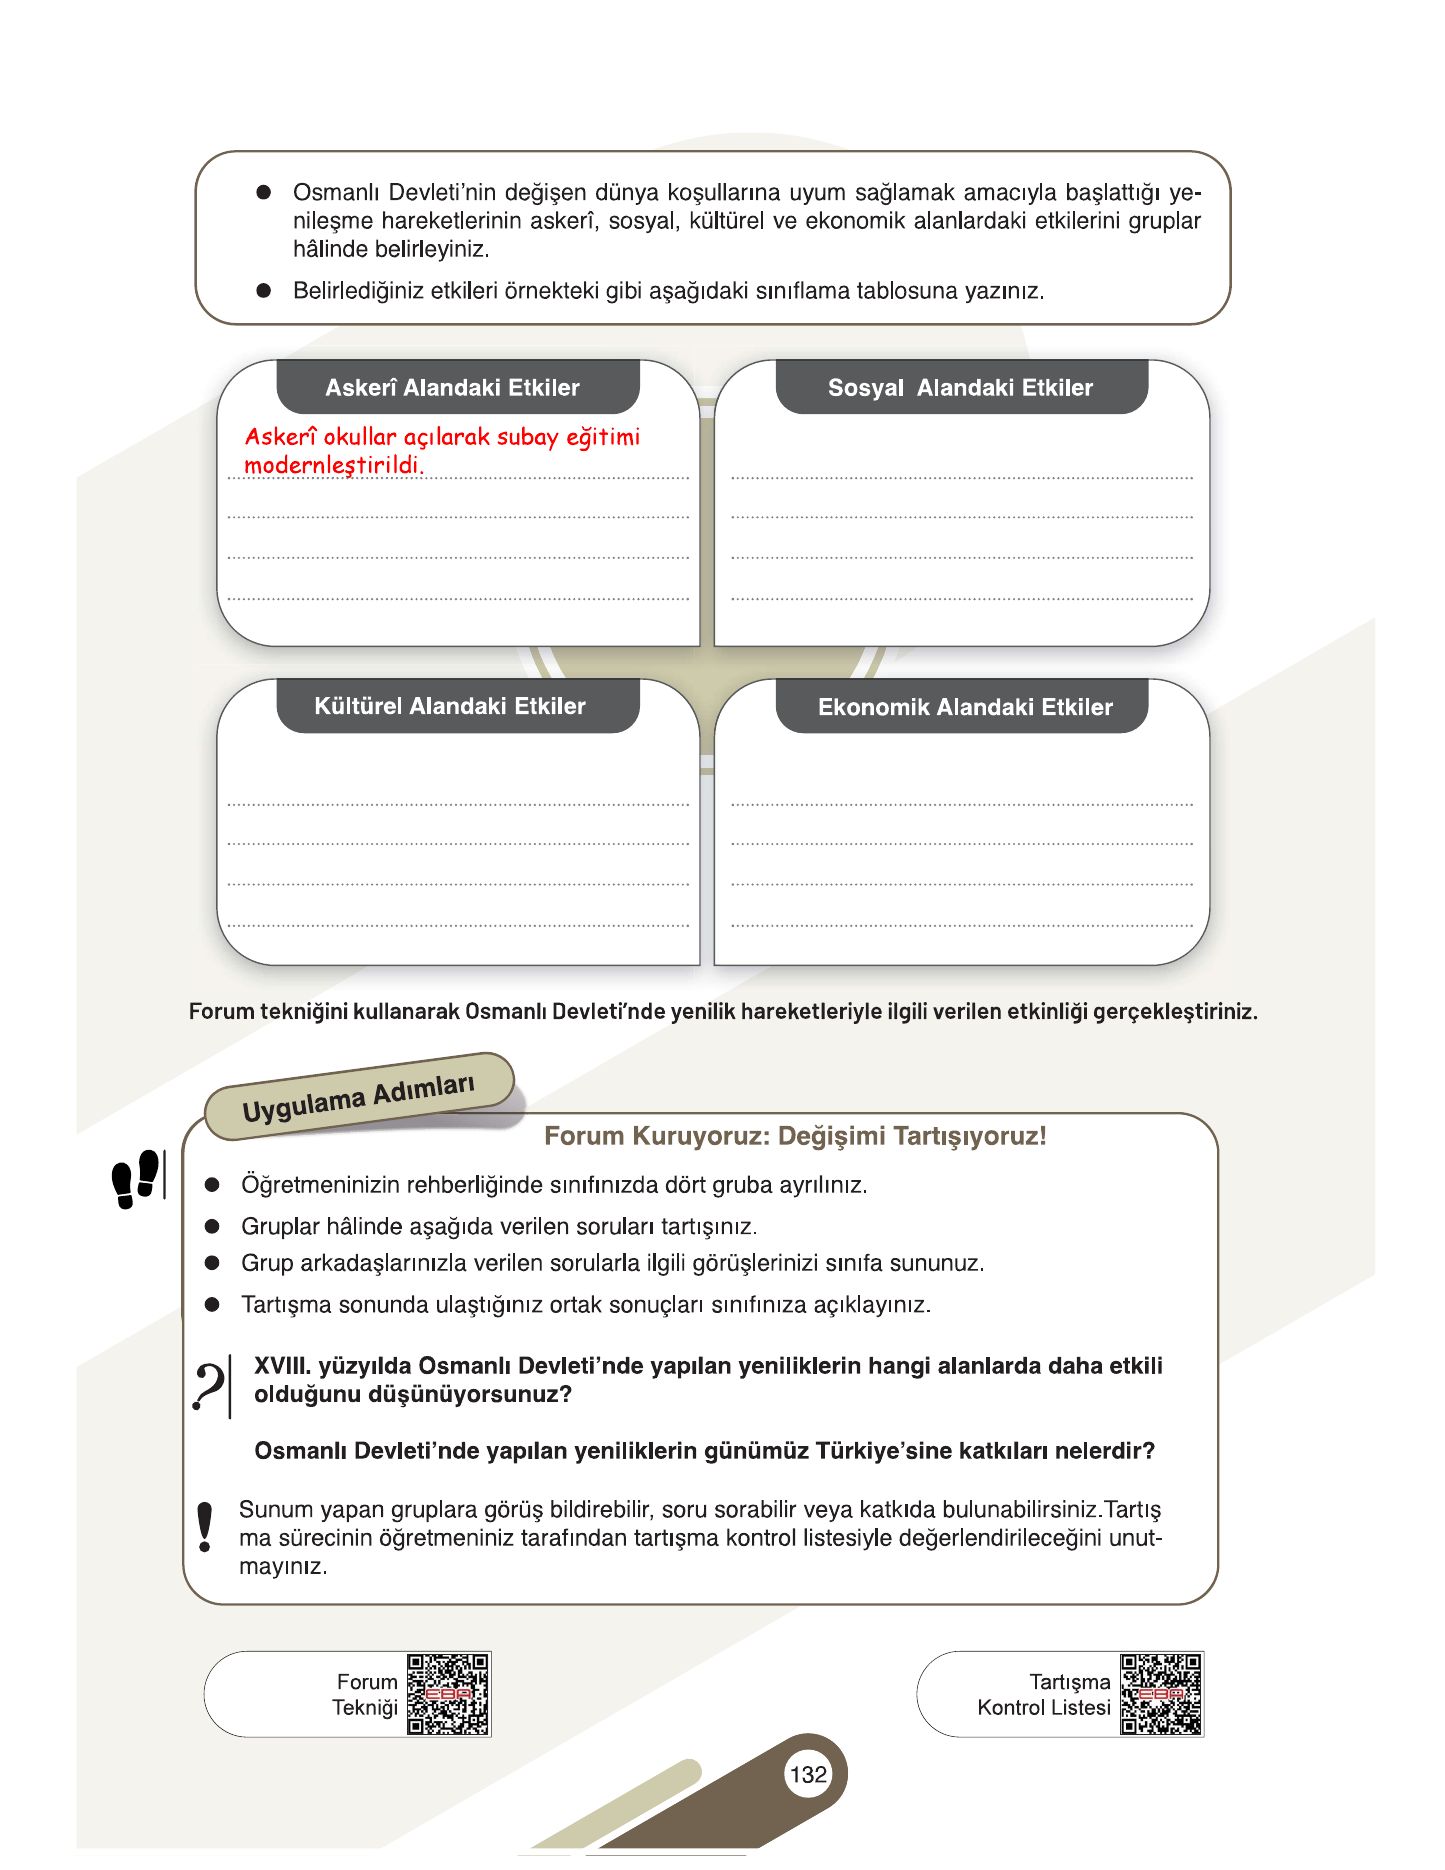 ● Osmanlı Devleti’nin değişen dünya koşullarına uyum sağlamak amacıyla başlattığı ye-
nileşme hareketlerinin askerî, sosyal, kültürel ve ekonomik alanlardaki etkilerini gruplar
hâlinde belirleyiniz.
● Belirlediğiniz etkileri örnekteki gibi aşağıdaki sınıflama tablosuna yazınız.
Askerî Alandaki Etkiler
Askerî okullar açılarak subay eğitimi
modernleştirildi.
Sosyal Alandaki Etkiler
Kültürel Alandaki Etkiler
Ekonomik Alandaki Etkiler
Forum tekniğini kullanarak Osmanlı Devleti’nde yenilik hareketleriyle ilgili verilen etkinliği gerçekleştiriniz.
Uygulama Adımları
Forum Kuruyoruz: Değişimi Tartışıyoruz!
● Öğretmeninizin rehberliğinde sınıfınızda dört gruba ayrılınız.
● Gruplar hâlinde aşağıda verilen soruları tartışınız.
● Grup arkadaşlarınızla verilen sorularla ilgili görüşlerinizi sınıfa sununuz.
● Tartışma sonunda ulaştığınız ortak sonuçları sınıfınıza açıklayınız.
? XVIII. yüzyılda Osmanlı Devleti’nde yapılan yeniliklerin hangi alanlarda daha etkili
olduğunu düşünüyorsunuz?
Osmanlı Devleti’nde yapılan yeniliklerin günümüz Türkiye’sine katkıları nelerdir?
! Sunum yapan gruplara görüş bildirebilir, soru sorabilir veya katkıda bulunabilirsiniz.Tartış
ma sürecinin öğretmeniniz tarafından tartışma kontrol listesiyle değerlendirileceğini unut-
mayınız.
Forum
Tekniği
EBA
Tartışma
Kontrol Listesi
EBA
132